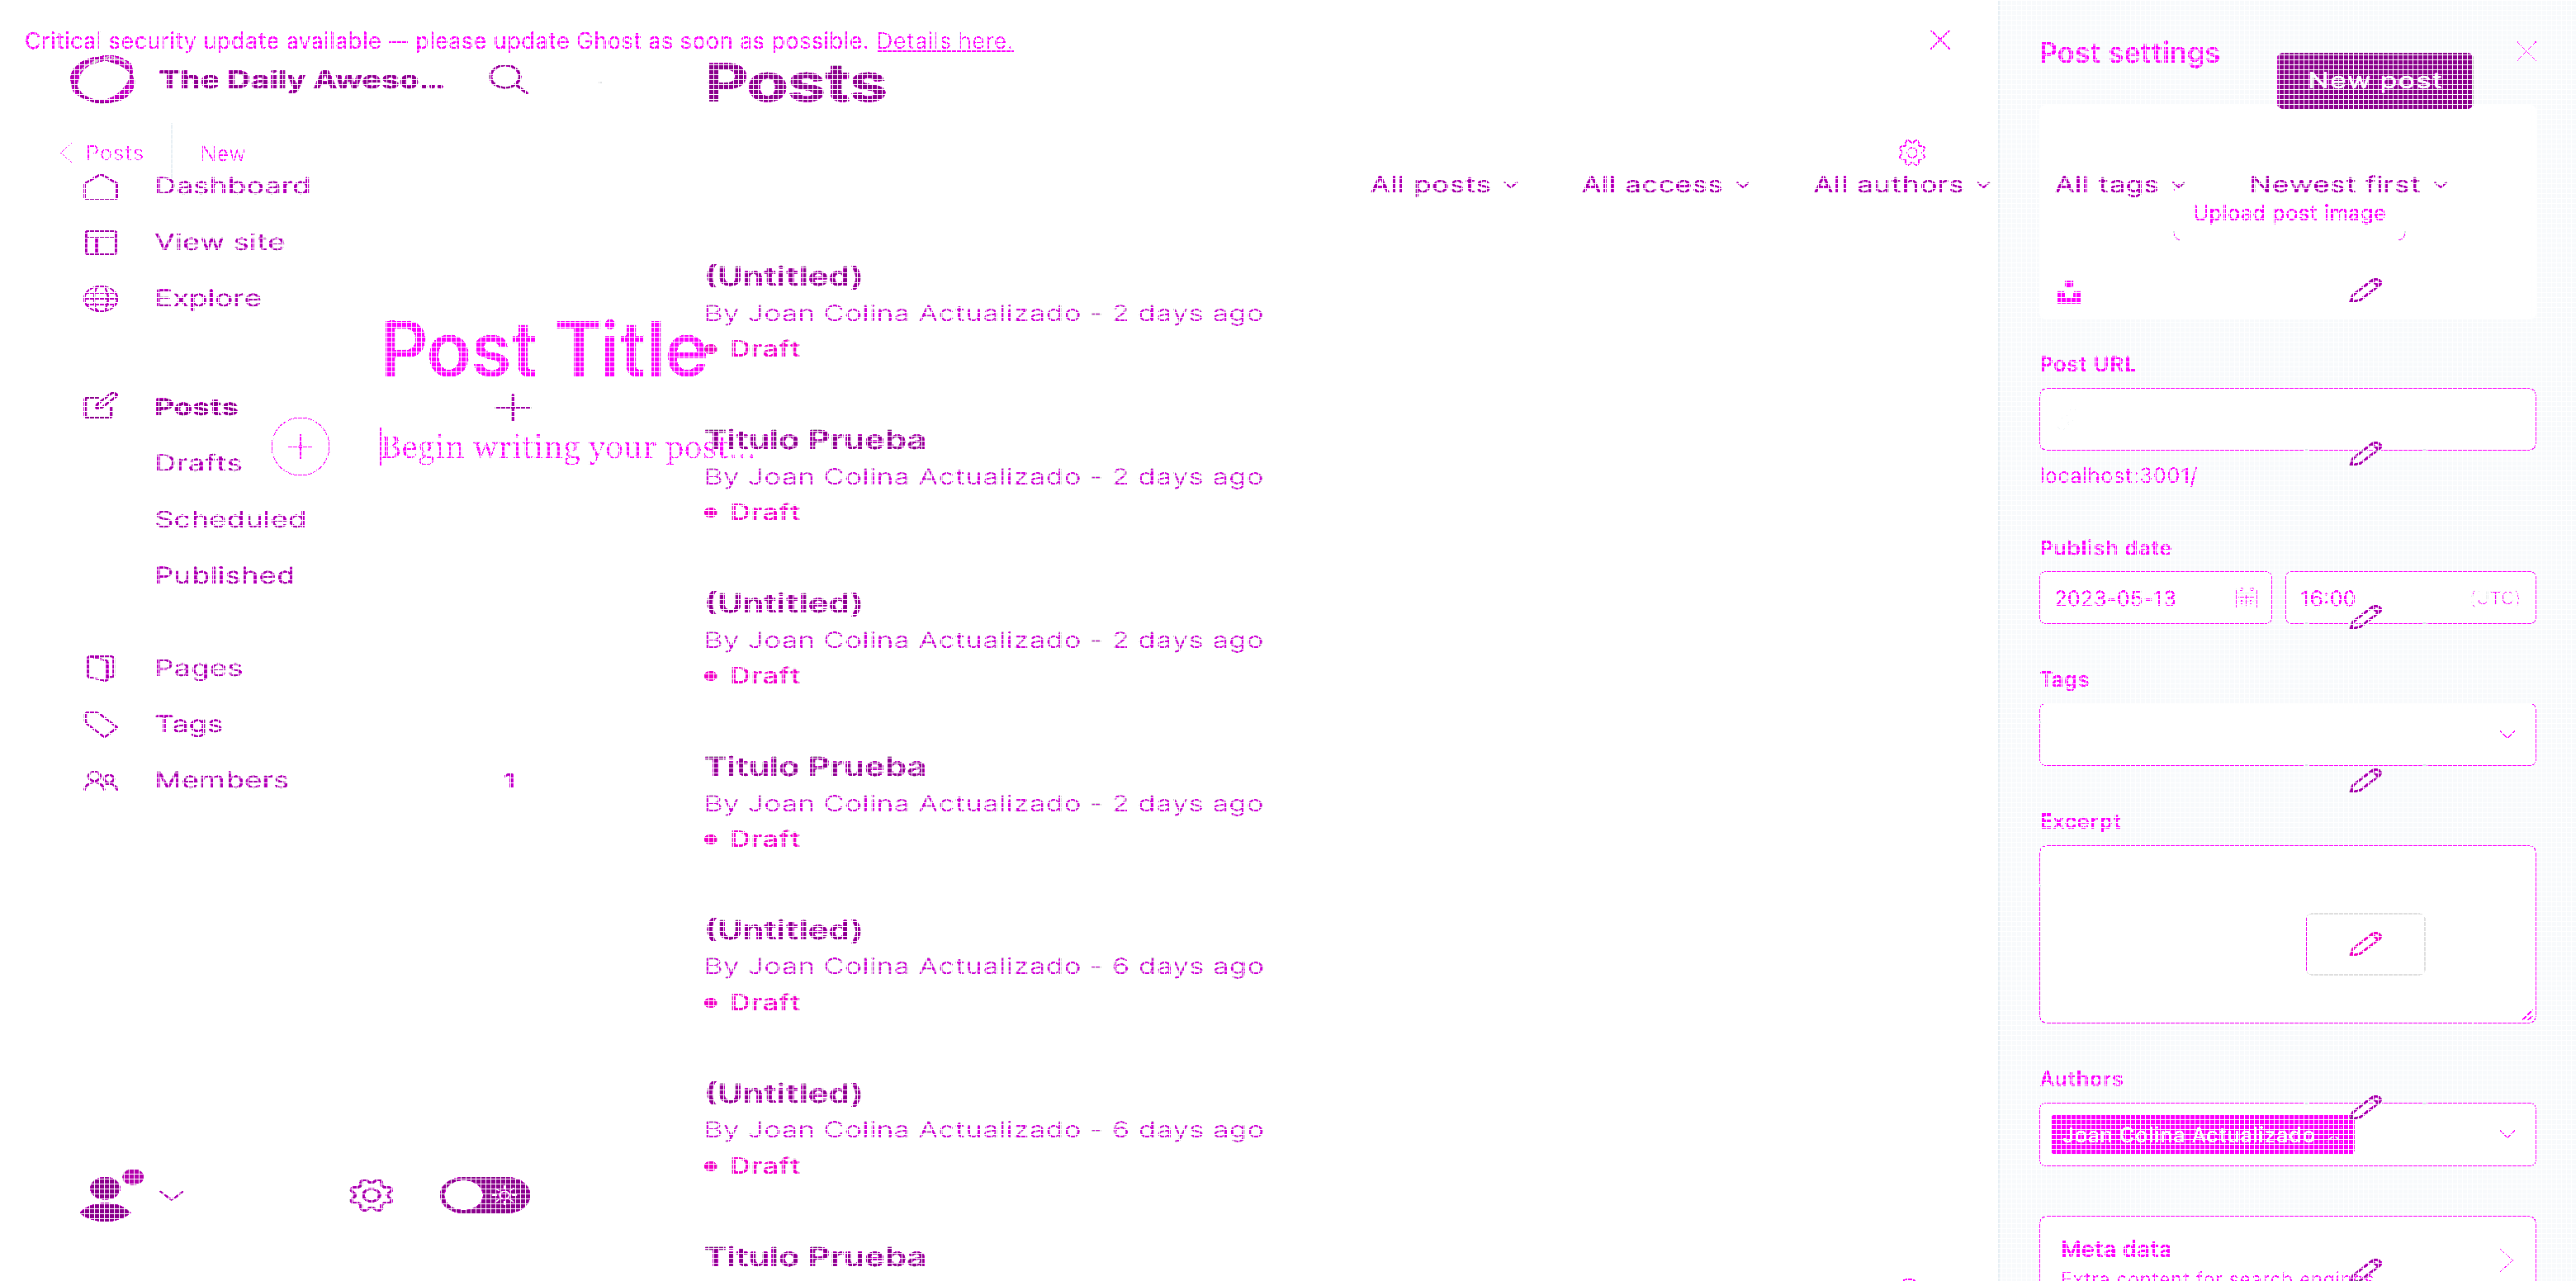 Critical security update available — please update Ghost as soon as possible. Details here.
The Daily Aweso...
Posts
Post settings
New post
Posts
New
Dashboard
All posts
All access
All authors
All tags
Newest first
Upload post image
View site
Explore
(Untitled)
By Joan Colina Actualizado - 2 days ago
Draft
Post Title
Post URL
Posts
Begin writing your post...
Titulo Prueba
By Joan Colina Actualizado - 2 days ago
Draft
localhost:3001/
Drafts
Scheduled
Published
Publish date
2023-05-13
16:00
(UTC)
(Untitled)
By Joan Colina Actualizado - 2 days ago
Draft
Pages
Tags
Members
1
Tags
Titulo Prueba
By Joan Colina Actualizado - 2 days ago
Draft
Excerpt
(Untitled)
By Joan Colina Actualizado - 6 days ago
Draft
(Untitled)
By Joan Colina Actualizado - 6 days ago
Draft
Authors
Joan Colina Actualizado
Titulo Prueba
Meta data
Extra content for search engines